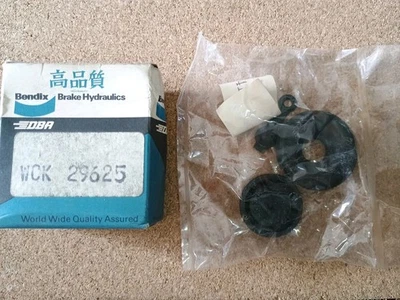 高品質
Bendix Brake Hydraulics
DBA
WCK 29625
World Wide Quality Assured